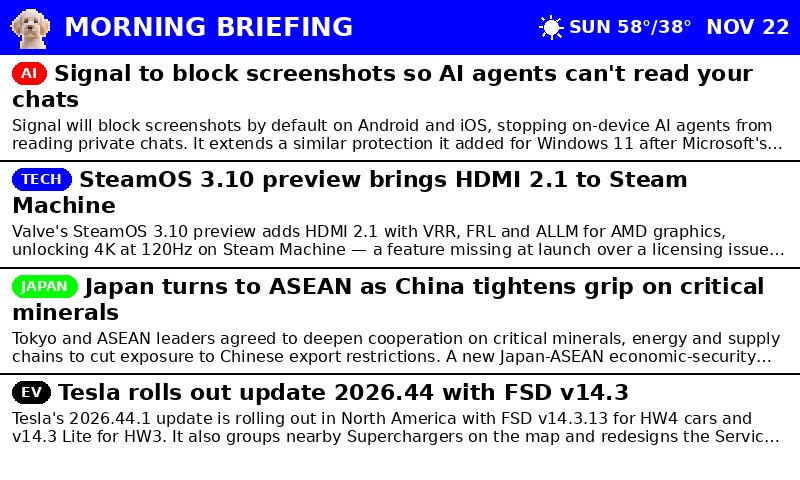 MORNING BRIEFING SUN 58°/38° NOV 22
AI Signal to block screenshots so AI agents can't read your
chats
Signal will block screenshots by default on Android and iOS, stopping on-device AI agents from
reading private chats. It extends a similar protection it added for Windows 11 after Microsoft's...
TECH SteamOS 3.10 preview brings HDMI 2.1 to Steam
Machine
Valve's SteamOS 3.10 preview adds HDMI 2.1 with VRR, FRL and ALLM for AMD graphics,
unlocking 4K at 120Hz on Steam Machine — a feature missing at launch over a licensing issue...
JAPAN Japan turns to ASEAN as China tightens grip on critical
minerals
Tokyo and ASEAN leaders agreed to deepen cooperation on critical minerals, energy and supply
chains to cut exposure to Chinese export restrictions. A new Japan-ASEAN economic-security...
EV Tesla rolls out update 2026.44 with FSD v14.3
Tesla's 2026.44.1 update is rolling out in North America with FSD v14.3.13 for HW4 cars and
v14.3 Lite for HW3. It also groups nearby Superchargers on the map and redesigns the Servic...